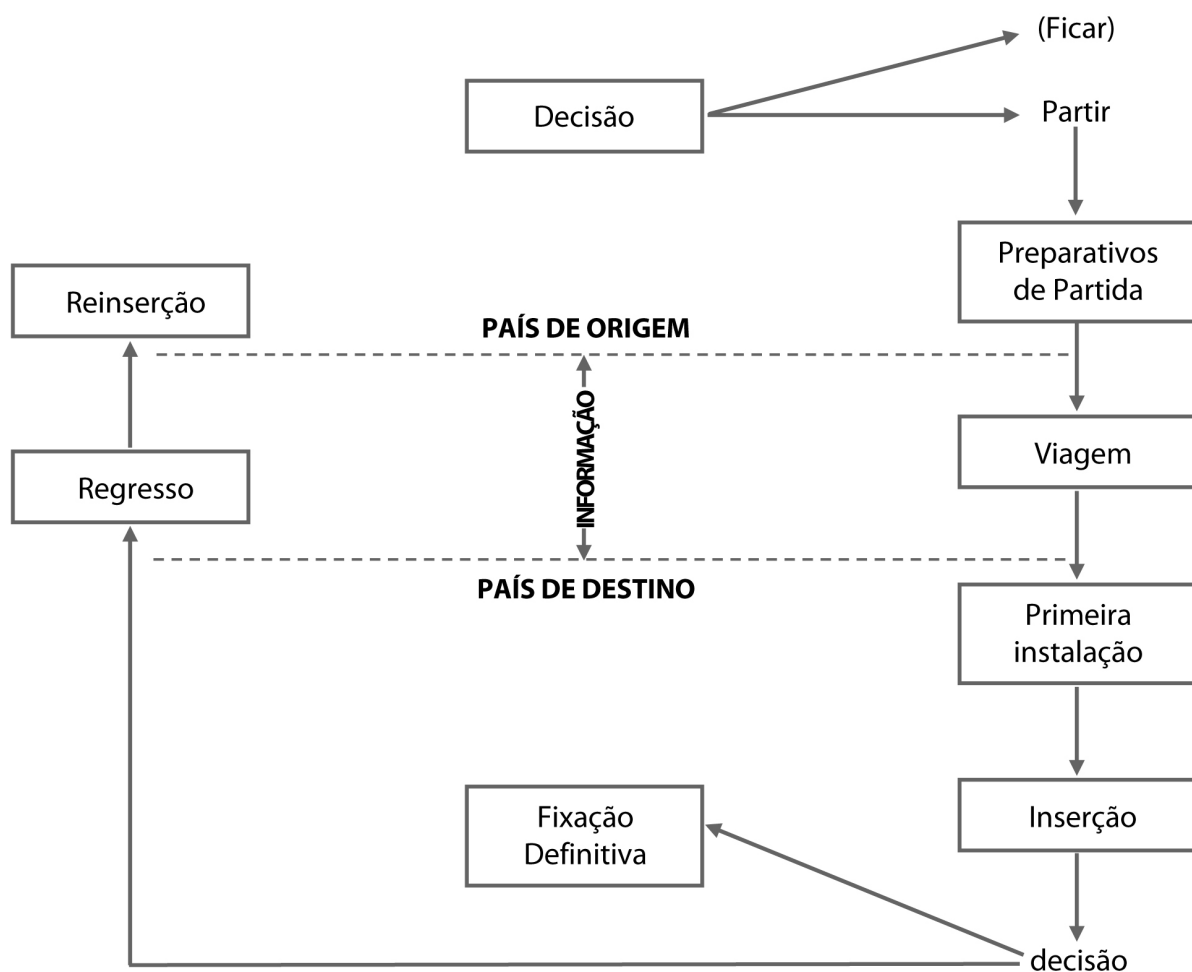 (Ficar)
Decisão
Partir
Preparativos
de Partida
Reinserção
PAÍS DE ORIGEM
INFORMAÇÃO
Viagem
Regresso
PAÍS DE DESTINO
Primeira
instalação
Fixação
Definitiva
Inserção
decisão